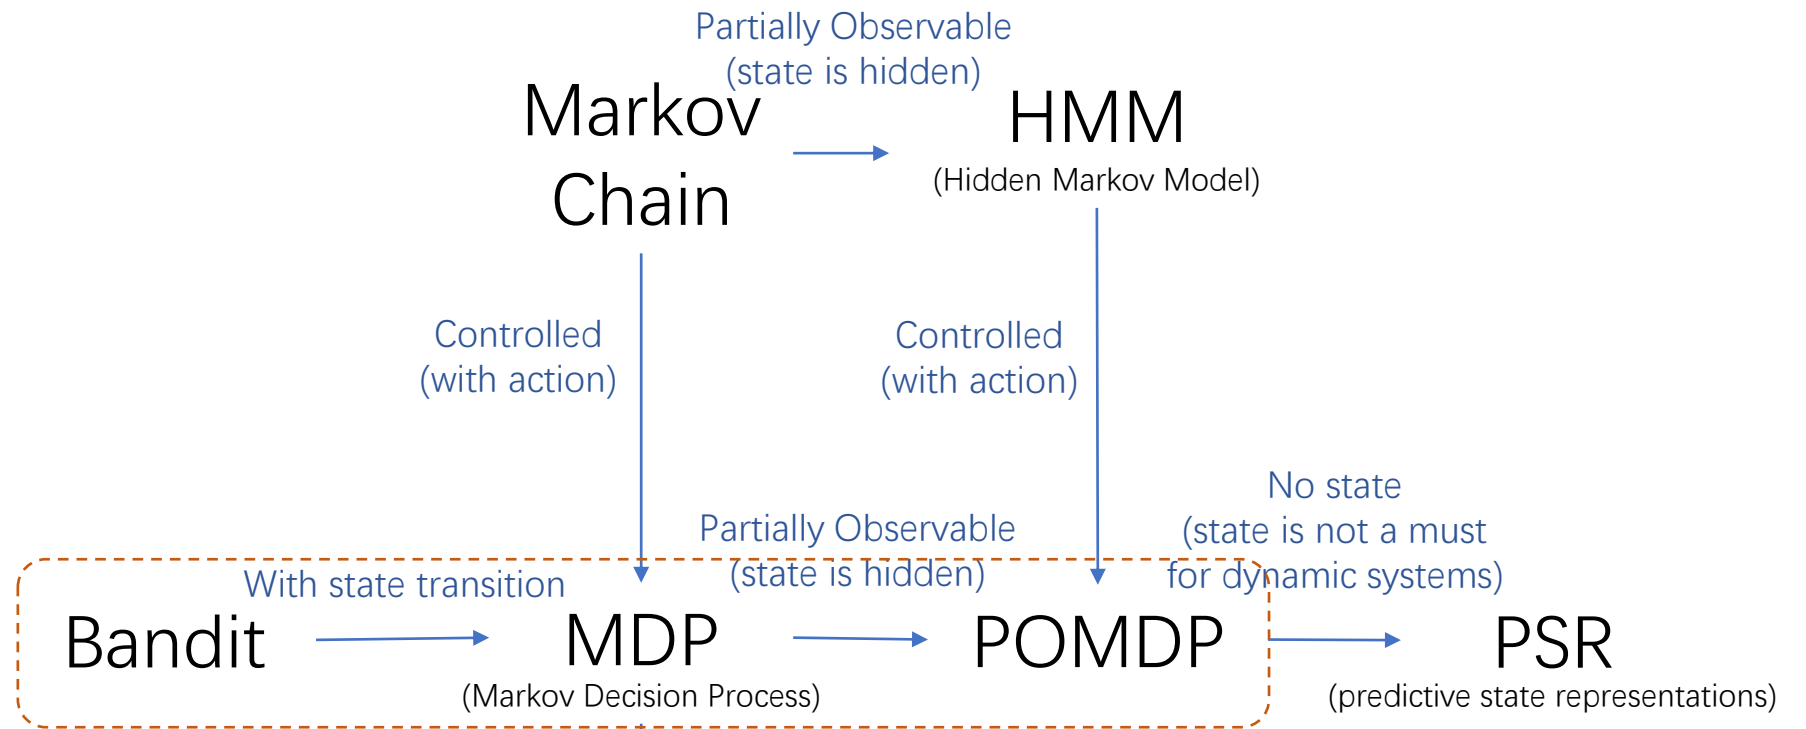 Partially Observable
(state is hidden)
Markov
Chain
HMM
(Hidden Markov Model)
Controlled
(with action)
Controlled
(with action)
No state
(state is not a must
for dynamic systems)
Partially Observable
(state is hidden)
With state transition
Bandit
MDP
(Markov Decision Process)
POMDP
PSR
(predictive state representations)